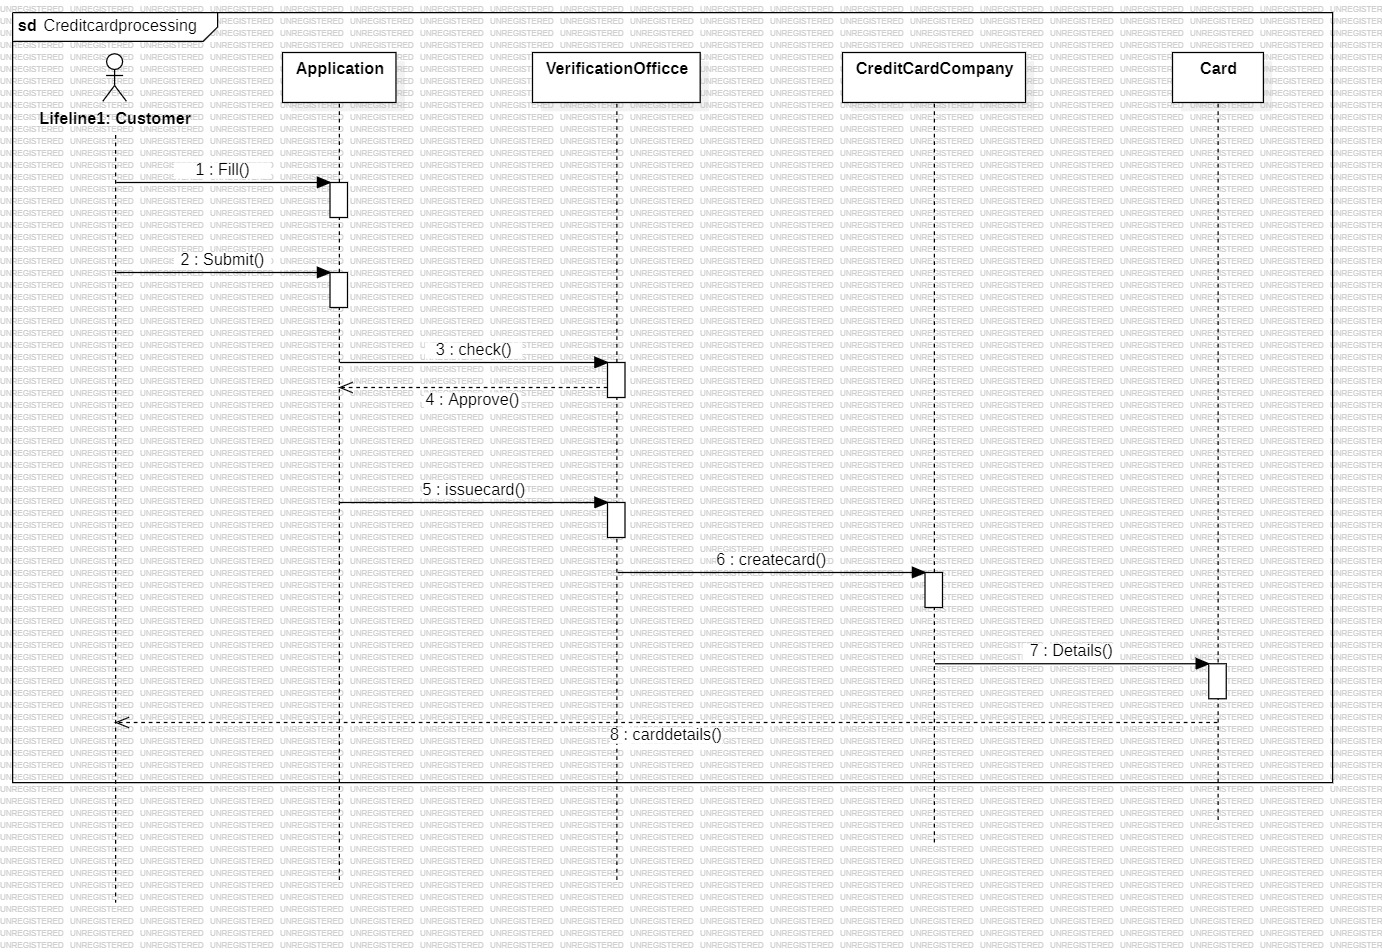 sd Creditcardprocessing
Application
VerificationOfficce
CreditCardCompany
Card
Lifeline1: Customer
1 : Fill()
2 : Submit()
3 : check()
4 : Approve()
5 : issuecard()
6 : createcard()
7 : Details()
8 : carddetails()
UNREGISTERED